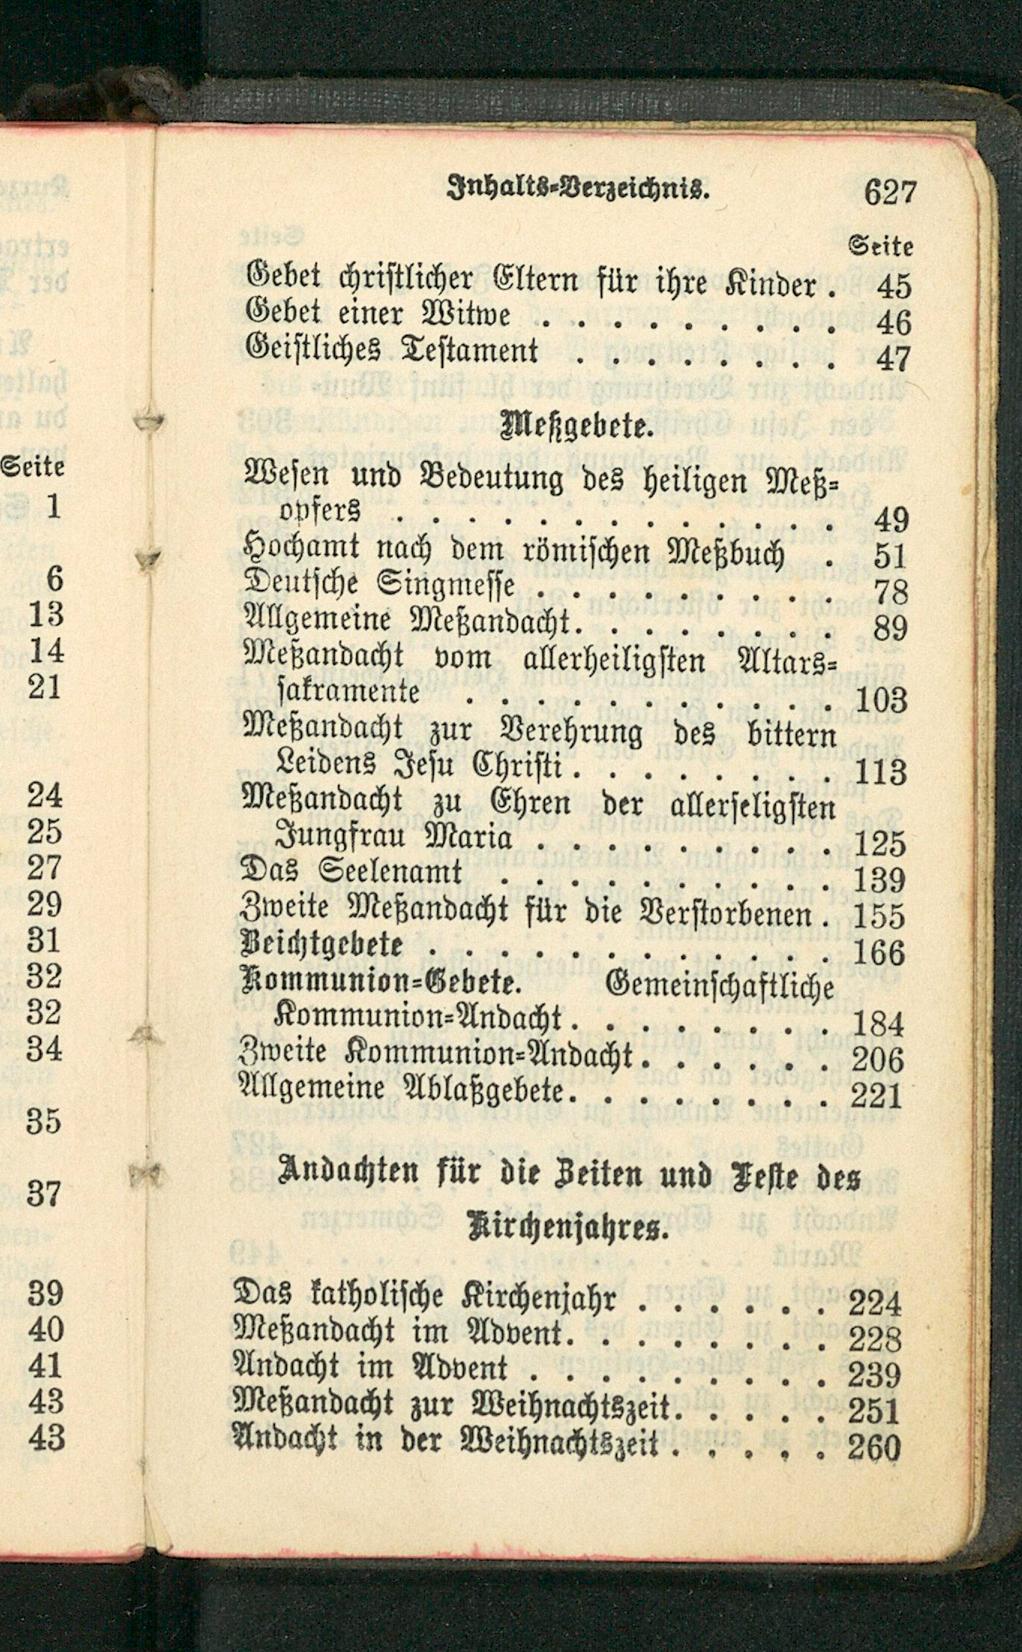 Seite
1
6
13
14
21
24
25
27
29
31
32
32
34
35
37
39
40
41
43
43
Inhalts-Verzeichnis. 627
Seite
Gebet christlicher Eltern für ihre Kinder . 45
Gebet einer Witwe . . . . . . . . . 46
Geistliches Testament . . . . . . . . 47
Meßgebete.
Wesen und Bedeutung des heiligen Meß-
opfers . . . . . . . . . . . . . 49
Hochamt nach dem römischen Meßbuch . 51
Deutsche Singmesse . . . . . . . . . 78
Allgemeine Meßandacht. . . . . . . . 89
Meßandacht vom allerheiligsten Altars-
sakramente . . . . . . . . . . . 103
Meßandacht zur Verehrung des bittern
Leidens Jesu Christi . . . . . . . . 113
Meßandacht zu Ehren der allerseligsten
Jungfrau Maria . . . . . . . . . 125
Das Seelenamt . . . . . . . . . . 139
Zweite Meßandacht für die Verstorbenen . 155
Beichtgebete . . . . . . . . . . . . 166
Kommunion-Gebete. Gemeinschaftliche
Kommunion-Andacht . . . . . . . . 184
Zweite Kommunion-Andacht . . . . . . 206
Allgemeine Ablaßgebete. . . . . . . . 221
Andachten für die Zeiten und Feste des
Kirchenjahres.
Das katholische Kirchenjahr . . . . . . 224
Meßandacht im Advent. . . . . . . . 228
Andacht im Advent . . . . . . . . . 239
Meßandacht zur Weihnachtszeit. . . . . 251
Andacht in der Weihnachtszeit . . . . . 260